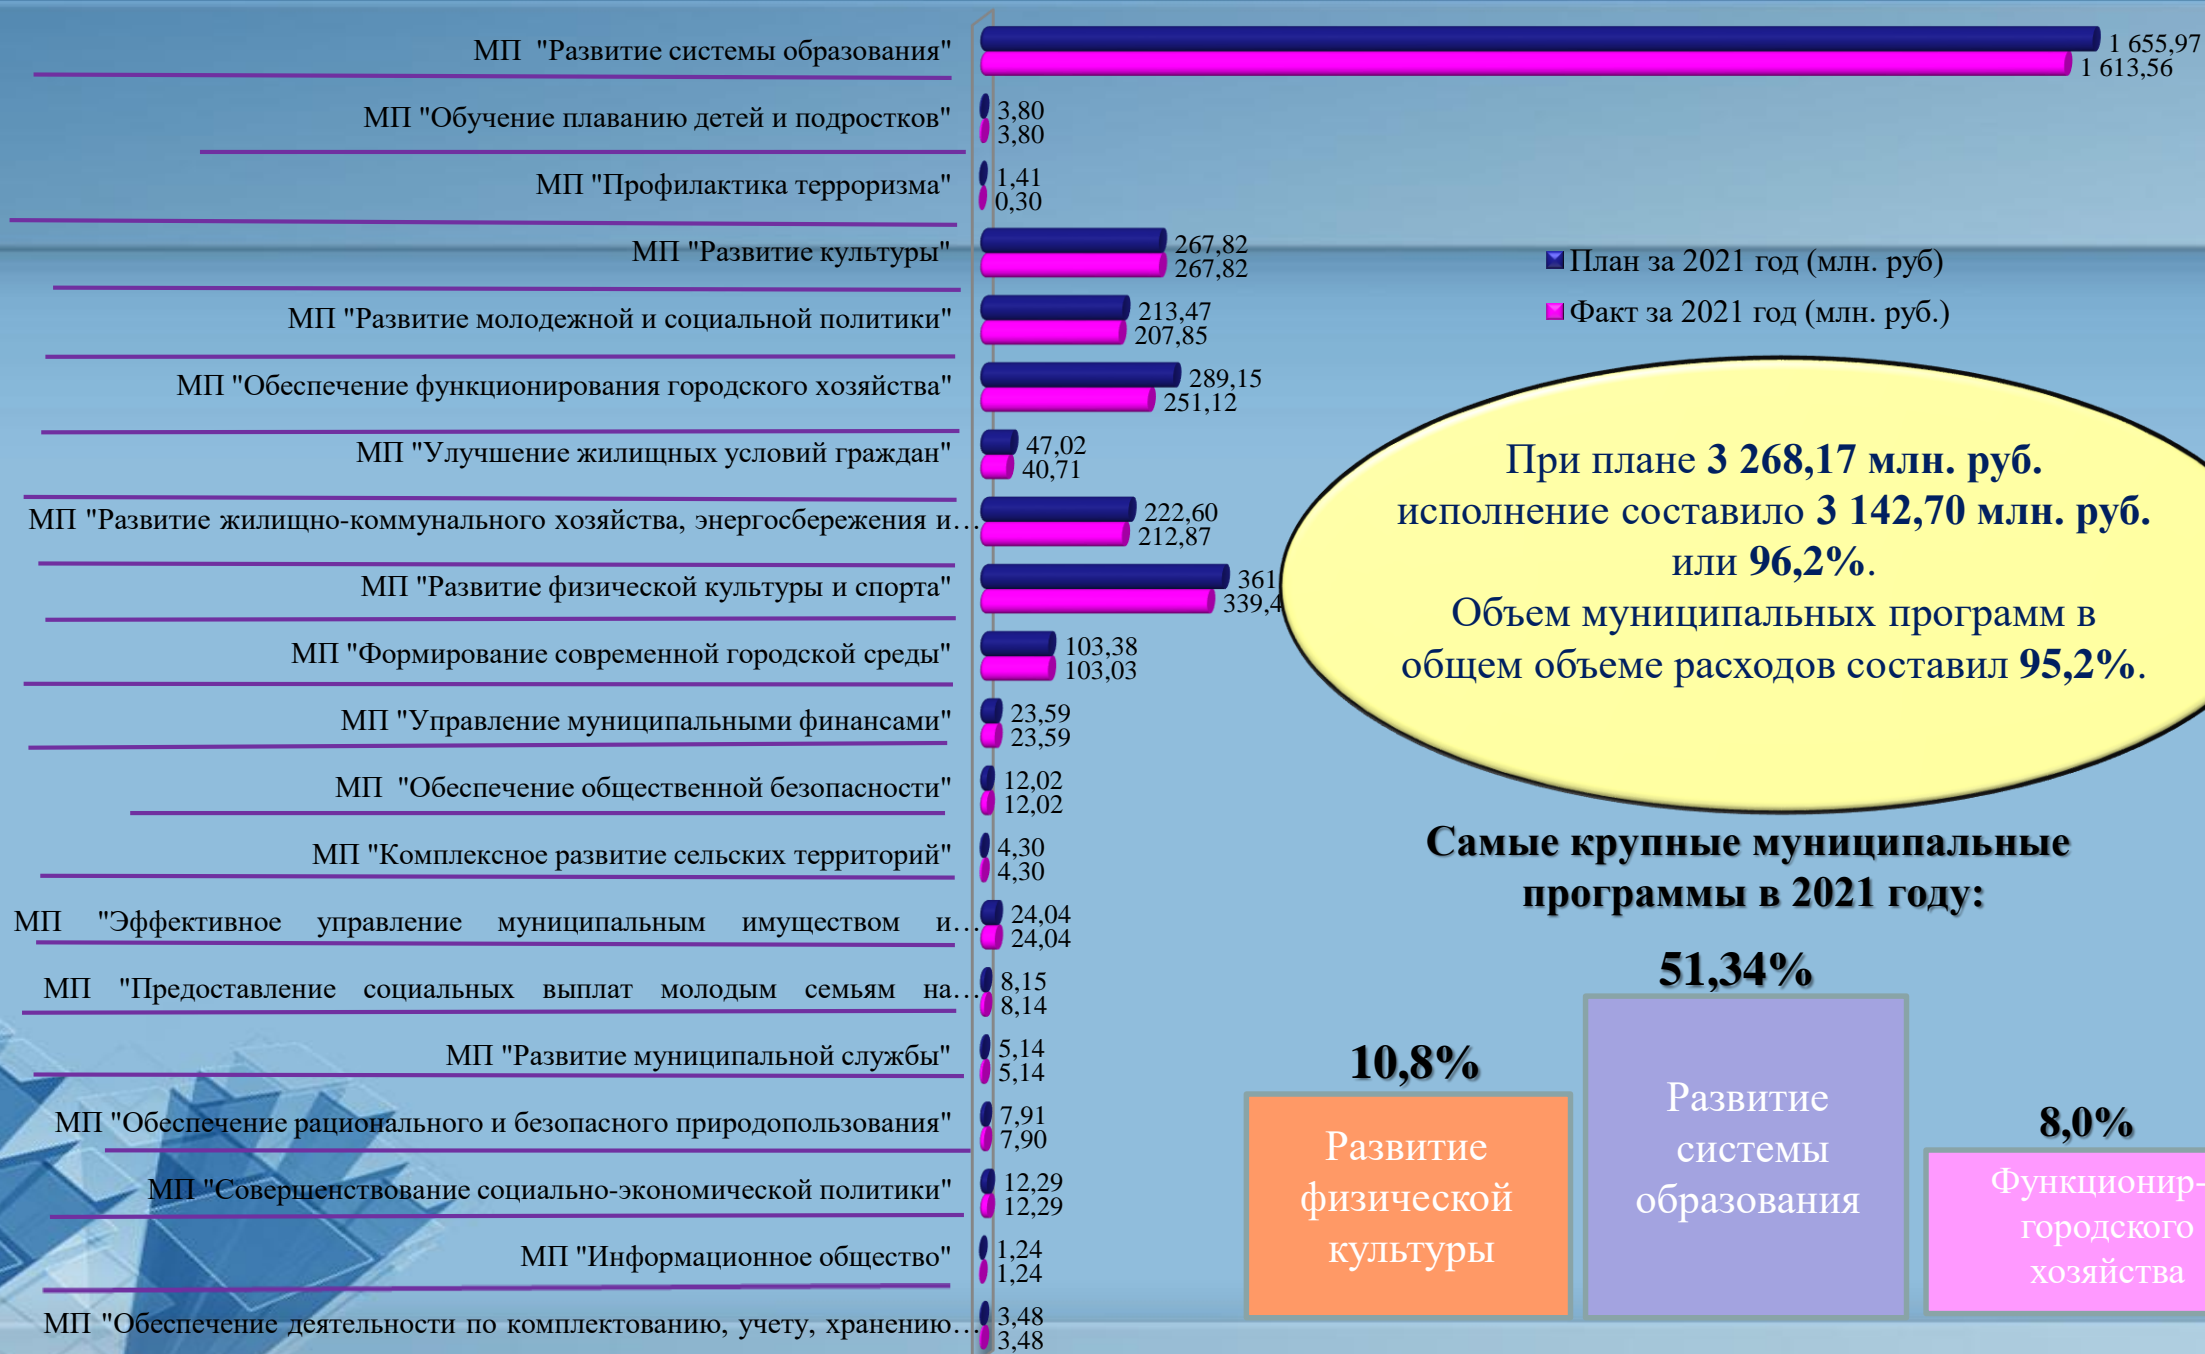 МП "Развитие системы образования"
1 655,97
1 613,56
МП "Обучение плаванию детей и подростков"
3,80
3,80
МП "Профилактика терроризма"
1,41
0,30
МП "Развитие культуры"
267,82
267,82
МП "Развитие молодежной и социальной политики"
213,47
207,85
МП "Обеспечение функционирования городского хозяйства"
289,15
251,12
МП "Улучшение жилищных условий граждан"
47,02
40,71
МП "Развитие жилищно-коммунального хозяйства, энергосбережения и…
222,60
212,87
МП "Развитие физической культуры и спорта"
361
339,4
МП "Формирование современной городской среды"
103,38
103,03
МП "Управление муниципальными финансами"
23,59
23,59
МП "Обеспечение общественной безопасности"
12,02
12,02
МП "Комплексное развитие сельских территорий"
4,30
4,30
МП "Эффективное управление муниципальным имуществом и…
24,04
24,04
МП "Предоставление социальных выплат молодым семьям на…
8,15
8,14
МП "Развитие муниципальной службы"
5,14
5,14
МП "Обеспечение рационального и безопасного природопользования"
7,91
7,90
МП "Совершенствование социально-экономической политики"
12,29
12,29
МП "Информационное общество"
1,24
1,24
МП "Обеспечение деятельности по комплектованию, учету, хранению…
3,48
3,48
План за 2021 год (млн. руб)
Факт за 2021 год (млн. руб.)
При плане 3 268,17 млн. руб.
исполнение составило 3 142,70 млн. руб.
или 96,2%.
Объем муниципальных программ в
общем объеме расходов составил 95,2%.
Самые крупные муниципальные
программы в 2021 году:
10,8%
Развитие
физической
культуры
51,34%
Развитие
системы
образования
8,0%
Функционир-
городского
хозяйства